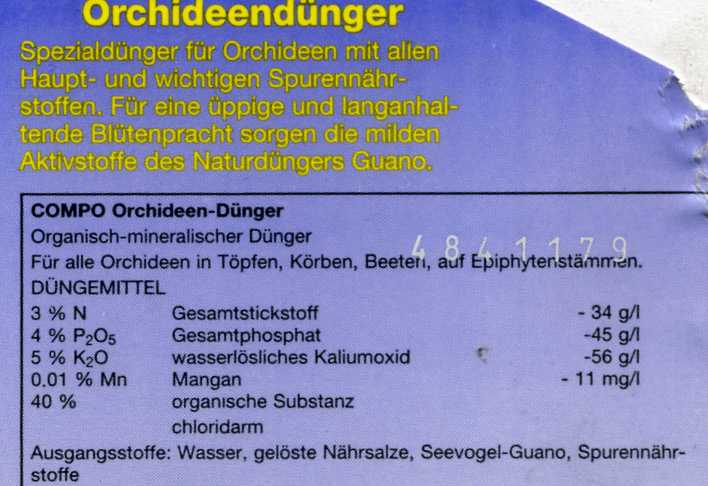 Orchideendünger
Spezialdünger für Orchideen mit allen
Haupt- und wichtigen Spurennähr-
stoffen. Für eine üppige und langanhal-
tende Blütenpracht sorgen die milden
Aktivstoffe des Naturdüngers Guano.
COMPO Orchideen-Dünger
Organisch-mineralischer Dünger
4841179
Für alle Orchideen in Töpfen, Körben, Beeten, auf Epiphytenstämmen.
DÜNGEMITTEL
3 % N Gesamtstickstoff - 34 g/l
4 % P₂O₅ Gesamtphosphat -45 g/l
5 % K₂O wasserlösliches Kaliumoxid -56 g/l
0.01 % Mn Mangan - 11 mg/l
40 % organische Substanz
chloridarm
Ausgangsstoffe: Wasser, gelöste Nährsalze, Seevogel-Guano, Spurennähr-
stoffe